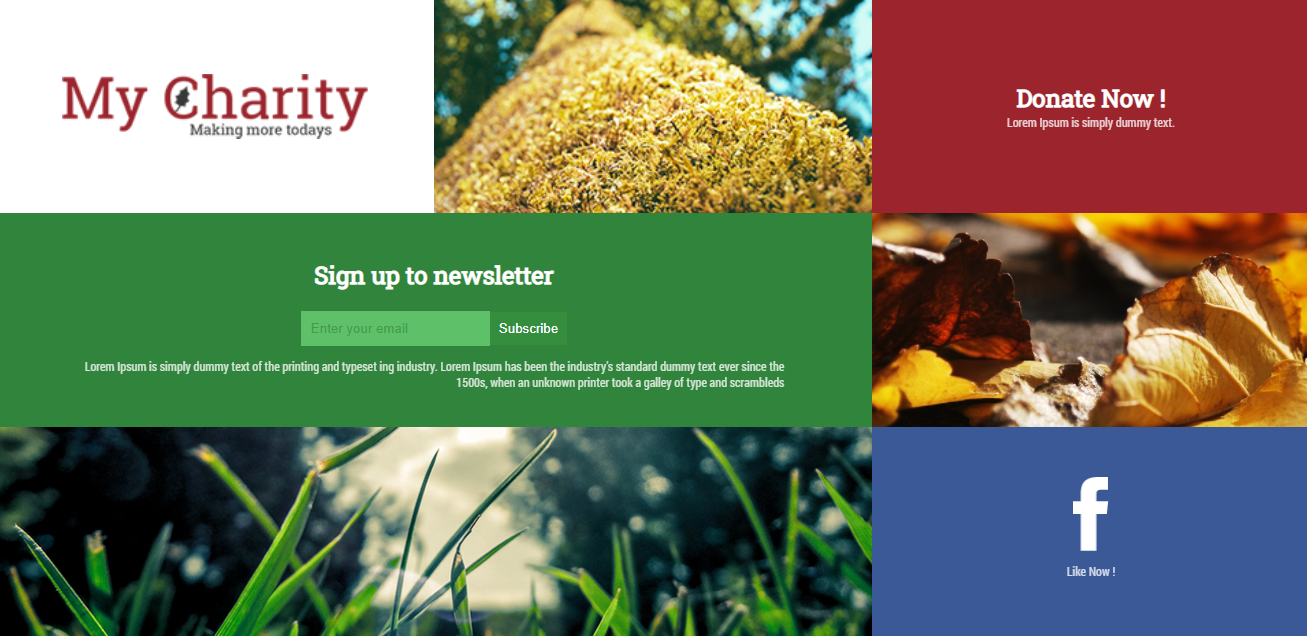 My Charity
Making more todays
Donate Now !
Lorem Ipsum is simply dummy text.
Sign up to newsletter
Enter your email
Subscribe
Lorem Ipsum is simply dummy text of the printing and typeset ing industry. Lorem Ipsum has been the industry's standard dummy text ever since the
1500s, when an unknown printer took a galley of type and scrambleds
f
Like Now !